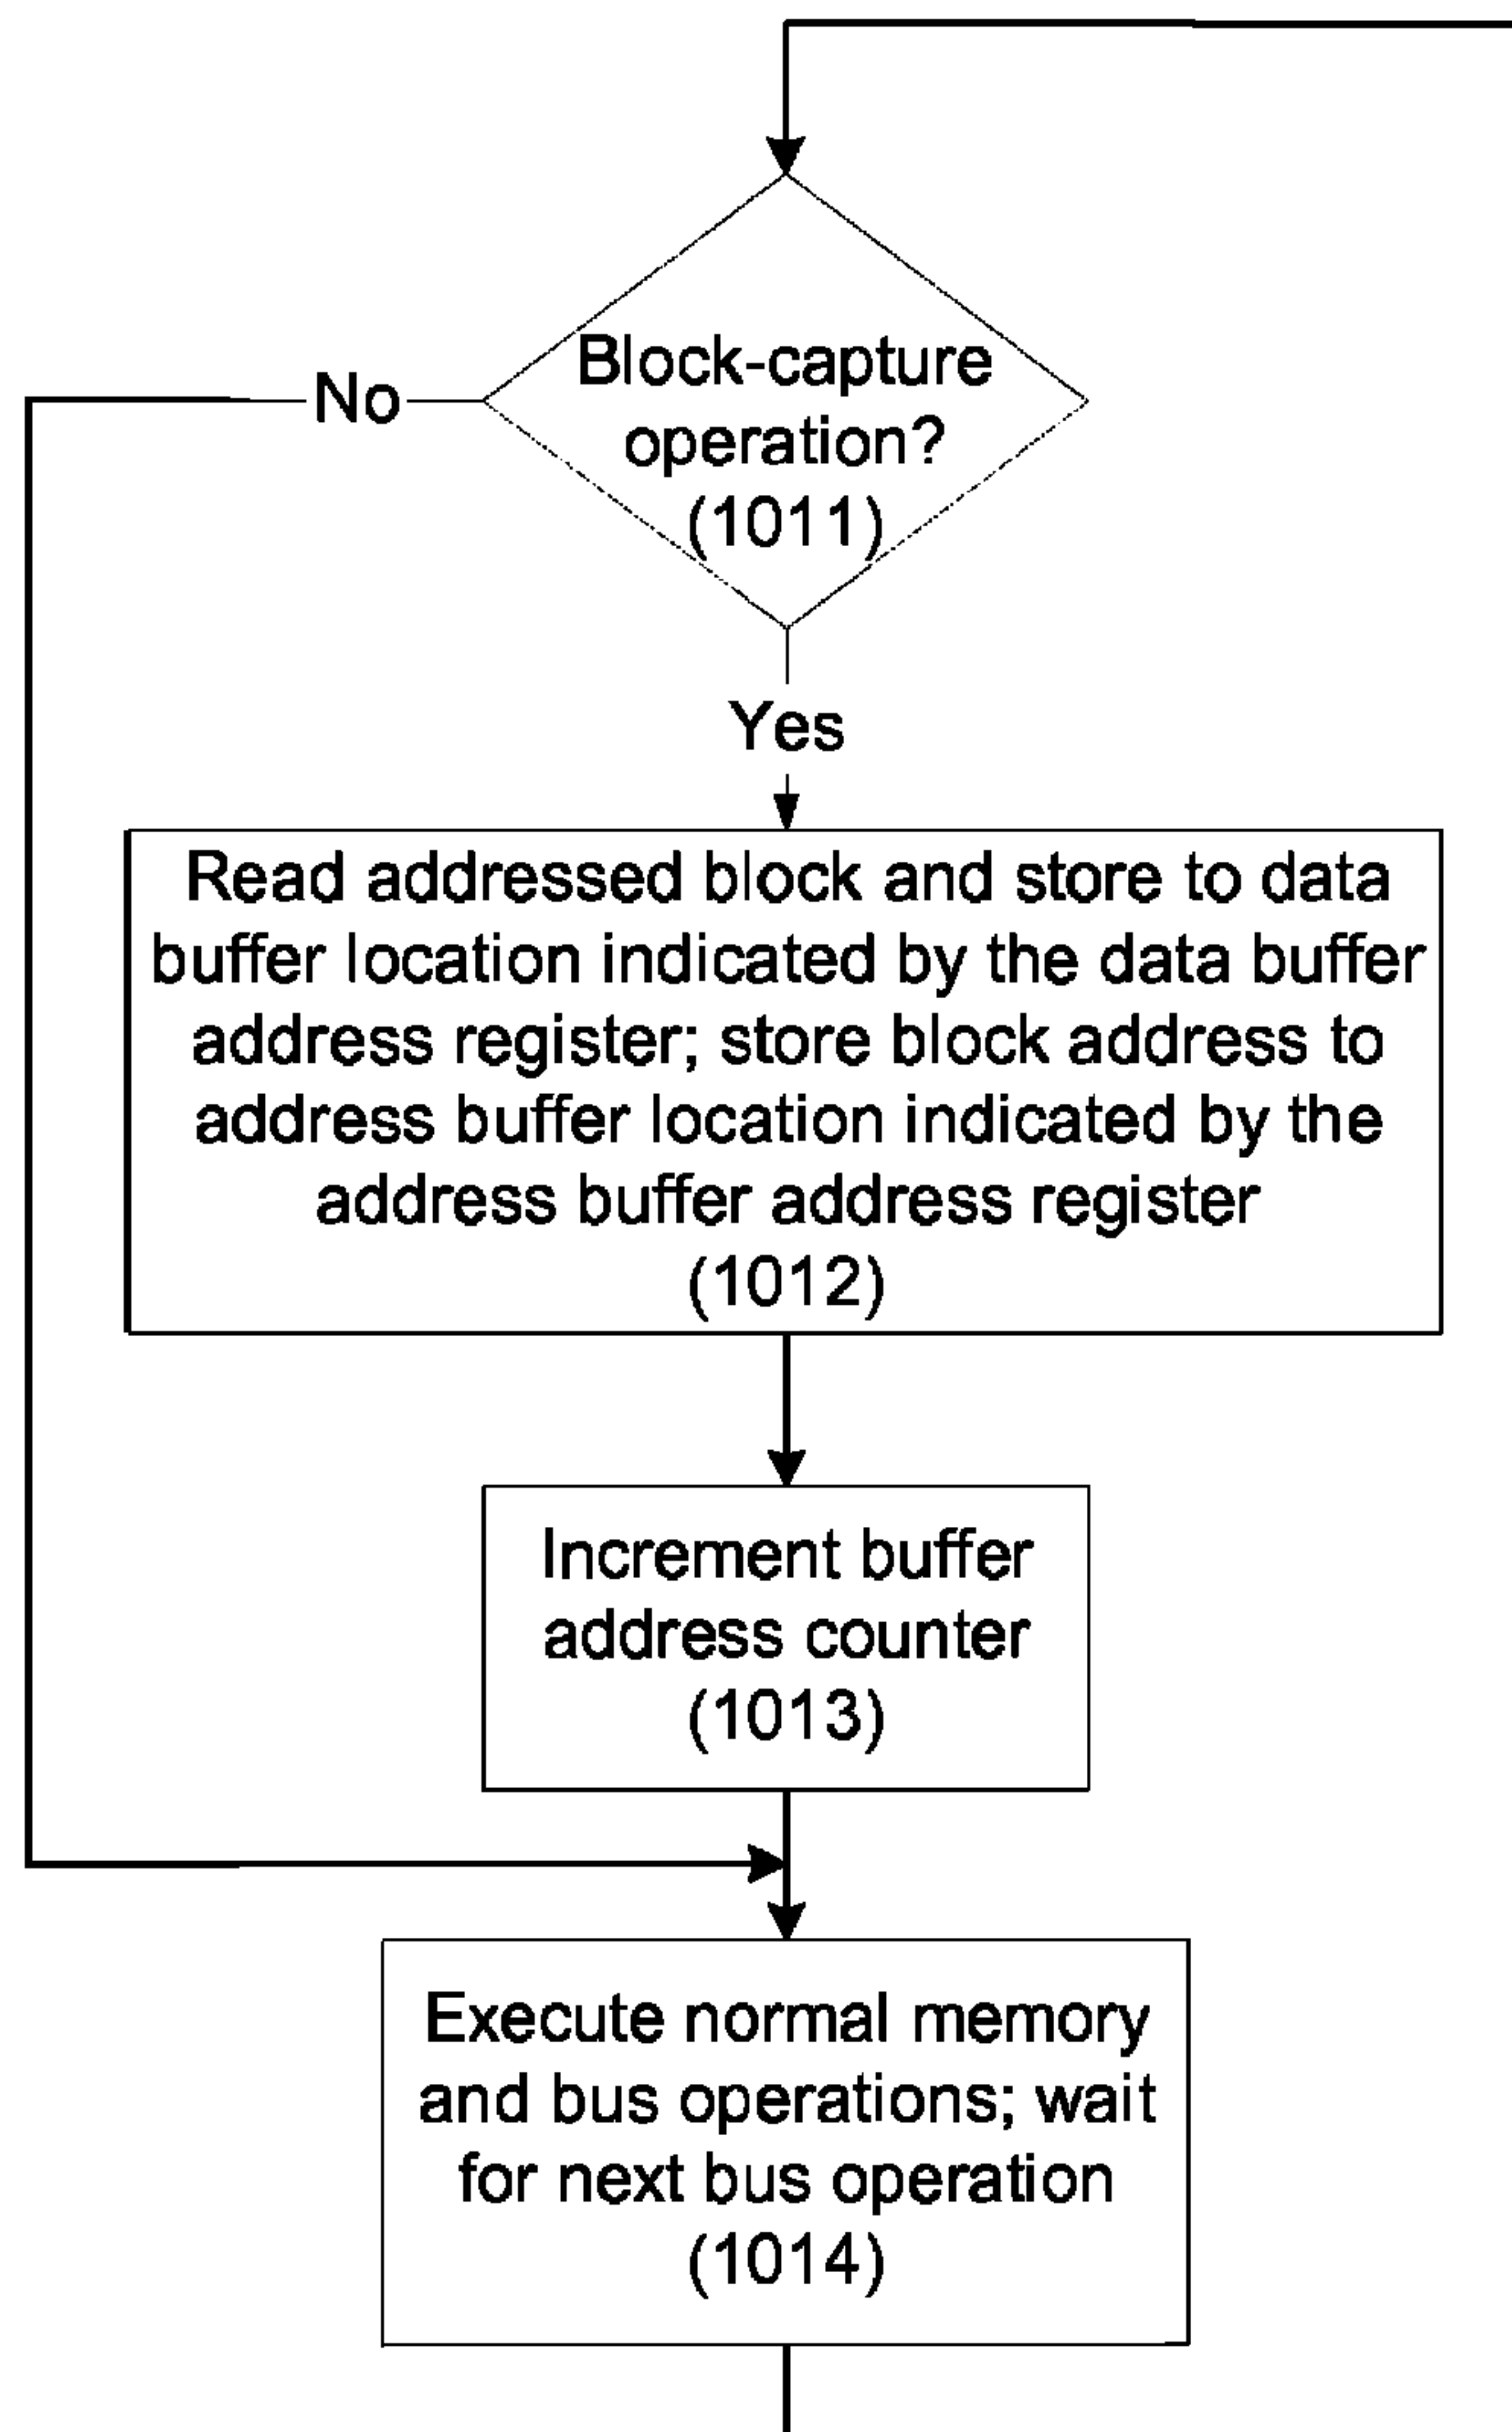 Block-capture
operation?
(1011)
No
Yes
Read addressed block and store to data
buffer location indicated by the data buffer
address register; store block address to
address buffer location indicated by the
address buffer address register
(1012)
Increment buffer
address counter
(1013)
Execute normal memory
and bus operations; wait
for next bus operation
(1014)